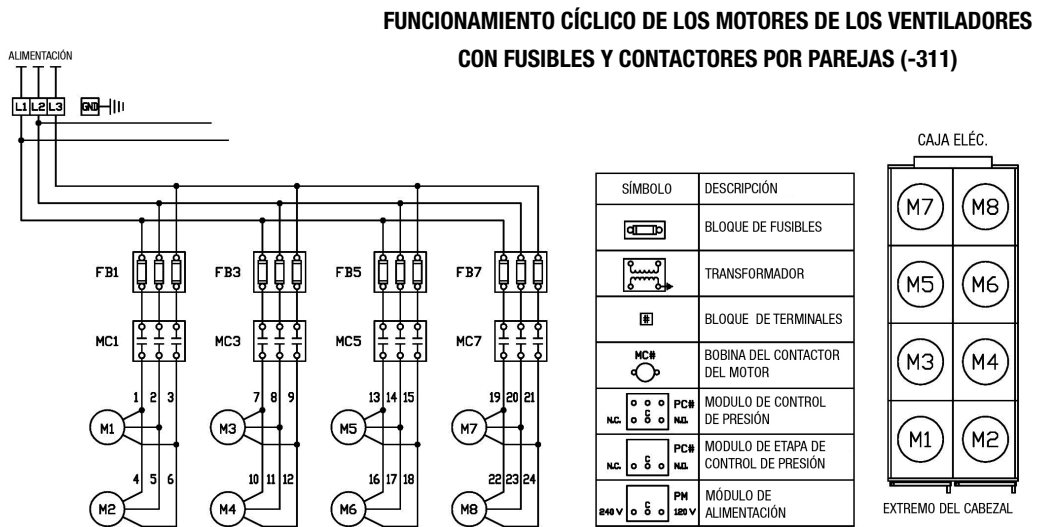 FUNCIONAMIENTO CÍCLICO DE LOS MOTORES DE LOS VENTILADORES
CON FUSIBLES Y CONTACTORES POR PAREJAS (-311)
ALIMENTACIÓN
L1 L2 L3 GND
FB1 FB3 FB5 FB7
MC1 MC3 MC5 MC7
1 2 3 7 8 9 13 14 15 19 20 21
M1 M3 M5 M7
4 5 6 10 11 12 16 17 18 22 23 24
M2 M4 M6 M8
SÍMBOLO DESCRIPCIÓN
BLOQUE DE FUSIBLES
TRANSFORMADOR
# BLOQUE DE TERMINALES
MC# BOBINA DEL CONTACTOR
DEL MOTOR
PC# MODULO DE CONTROL
N.C. C N.O. DE PRESIÓN
PC# MODULO DE ETAPA DE
N.C. C N.O. CONTROL DE PRESIÓN
PM MÓDULO DE
240 V C 120 V ALIMENTACIÓN
CAJA ELÉC.
M7 M8
M5 M6
M3 M4
M1 M2
EXTREMO DEL CABEZAL